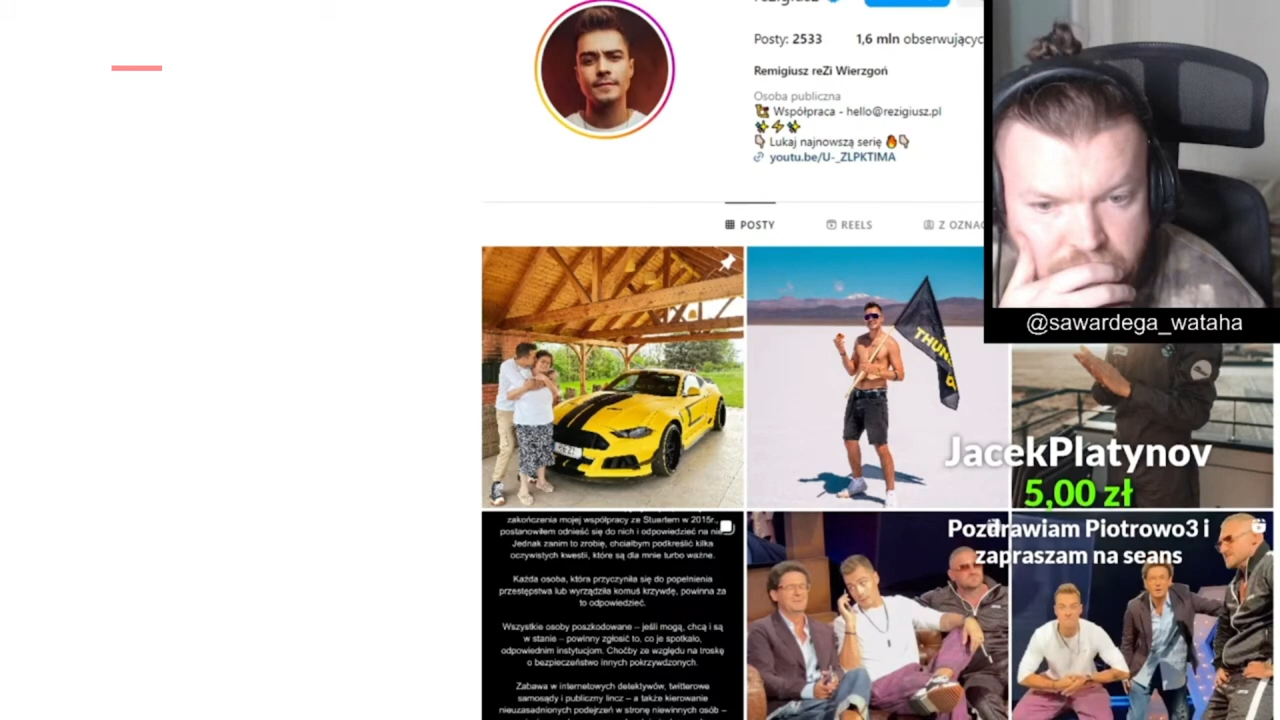 Posty: 2533 1,6 mln obserwującyc
Remigiusz reZi Wierzgoń
Osoba publiczna
Współpraca - hello@rezigiusz.pl
Lukaj najnowszą serię
youtu.be/U-_ZLPKTIMA
POSTY REELS Z OZNAC
@sawardega_wataha
THUN
JacekPlatynov
5,00 zł
Pozdrawiam Piotrowo3 i
zapraszam na seans
zakończenia mojej współpracy ze Stuartem w 2015r.,
postanowiłem odnieść się do nich i odpowiedzieć na
Jednak zanim to zrobię, chciałbym podkreślić kilka
oczywistych kwestii, które są dla mnie turbo ważne.
Każda osoba, która przyczyniła się do popełnienia
przestępstwa lub wyrządziła komuś krzywdę, powinna za
to odpowiedzieć.
Wszystkie osoby poszkodowane – jeśli mogą, chcą i są
w stanie – powinny zgłosić to, co je spotkało,
odpowiednim instytucjom. Choćby ze względu na troskę
o bezpieczeństwo innych pokrzywdzonych.
Zabawa w internetowych detektywów, twitterowe
samosądy i publiczny lincz – a także kierowanie
nieuzasadnionych podejrzeń w stronę niewinnych osób –